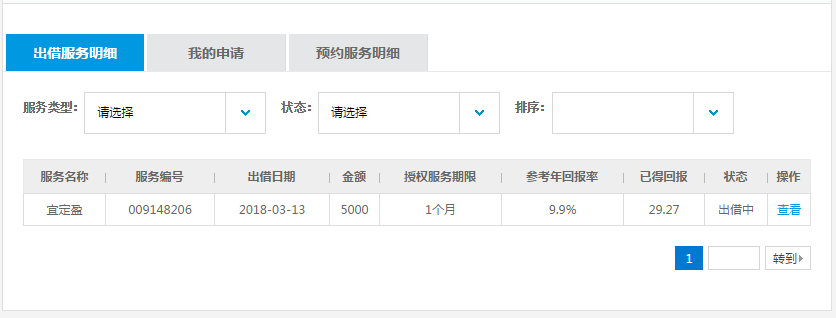 出借服务明细 我的申请 预约服务明细
服务类型: 请选择 状态: 请选择 排序:
服务名称 服务编号 出借日期 金额 授权服务期限 参考年回报率 已得回报 状态 操作
宜定盈 009148206 2018-03-13 5000 1个月 9.9% 29.27 出借中 查看
1 转到